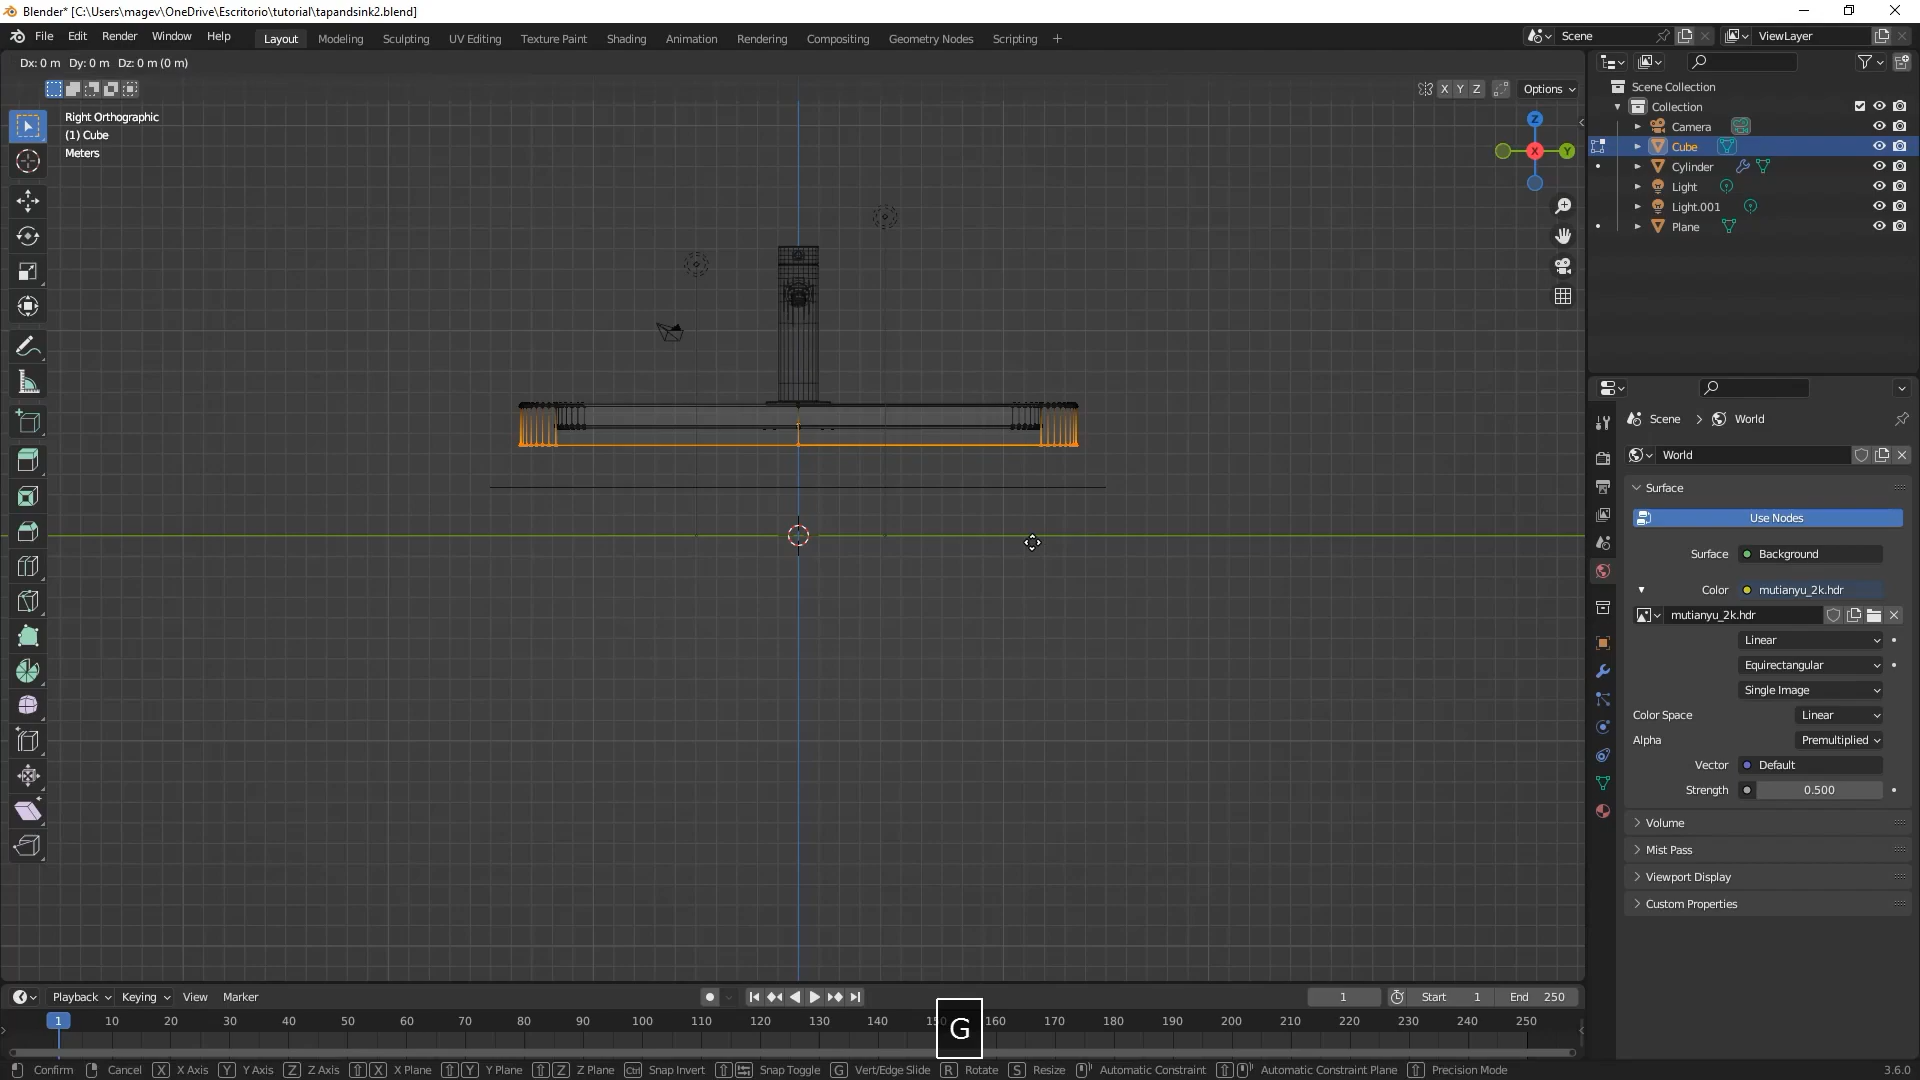 Blender* [C:\Users\magev\OneDrive\Escritorio\tutorial\tapandsink2.blend]
File Edit Render Window Help Layout Modeling Sculpting UV Editing Texture Paint Shading Animation Rendering Compositing Geometry Nodes Scripting + Scene ViewLayer
Dx: 0 m Dy: 0 m Dz: 0 m (0 m)
X Y Z Options
Right Orthographic
(1) Cube
Meters
Z
X
Y
Scene Collection
Collection
Camera
Cube
Cylinder
Light
Light.001
Plane
Scene > World
World
Surface
Use Nodes
Surface Background
Color mutianyu_2k.hdr
mutianyu_2k.hdr
Linear
Equirectangular
Single Image
Color Space Linear
Alpha Premultiplied
Vector Default
Strength 0.500
Volume
Mist Pass
Viewport Display
Custom Properties
Playback Keying View Marker 1 Start 1 End 250
1 10 20 30 40 50 60 70 80 90 100 110 120 130 140 160 170 180 190 200 210 220 230 240 250
G
Confirm Cancel X X Axis Y Y Axis Z Z Axis X X Plane Y Y Plane Z Z Plane Ctrl Snap Invert Snap Toggle G Vert/Edge Slide R Rotate S Resize Automatic Constraint Automatic Constraint Plane Precision Mode 3.6.0